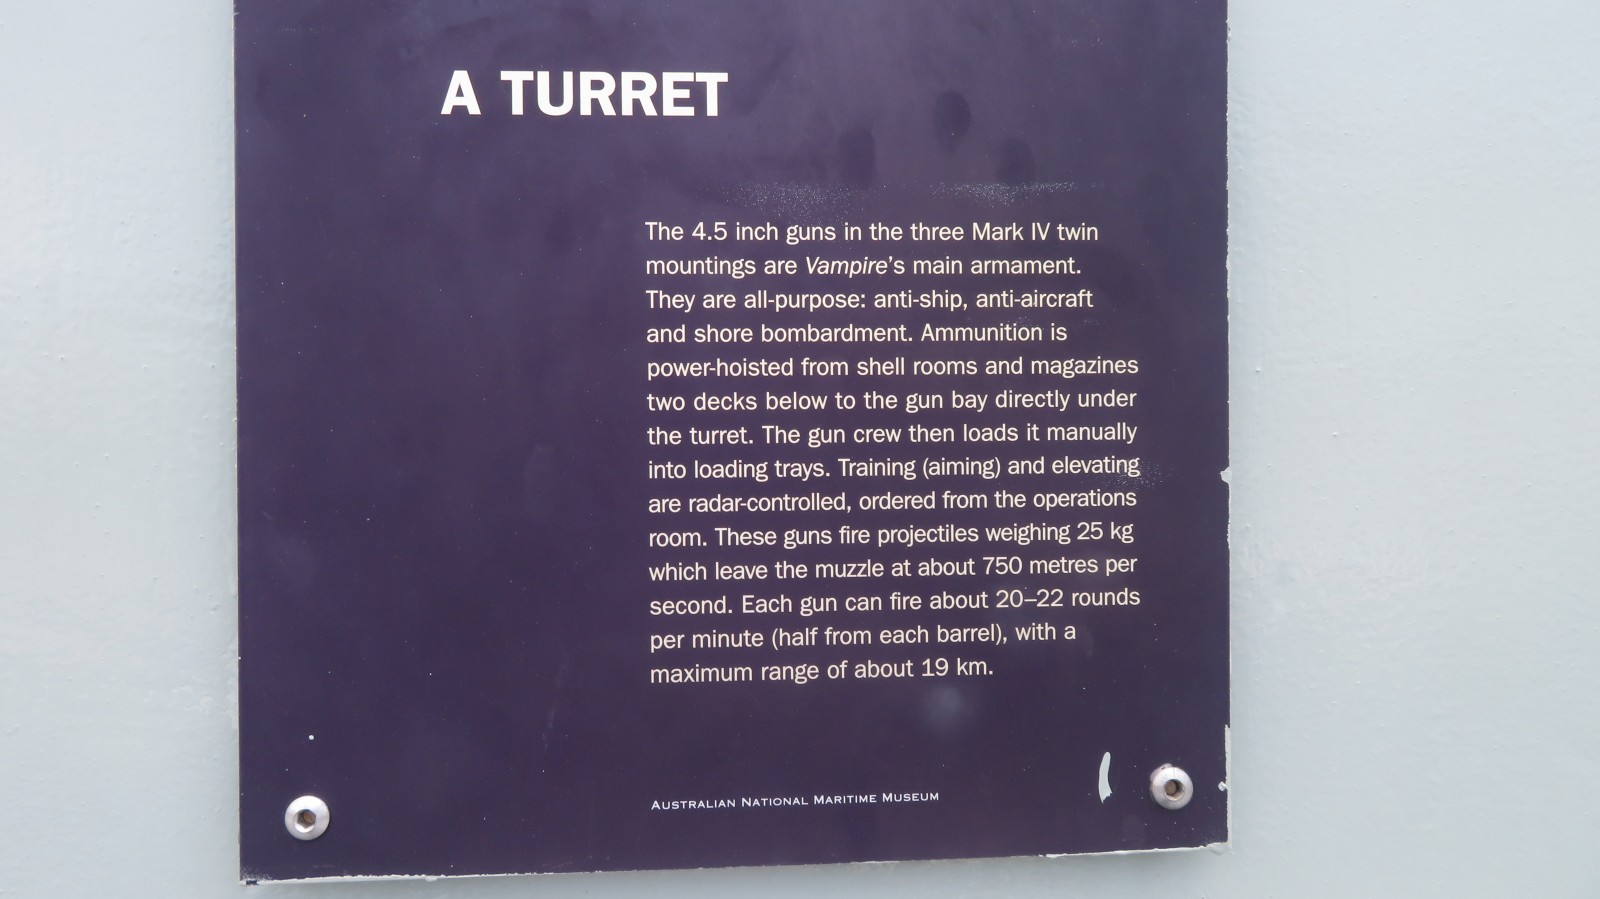 A TURRET
The 4.5 inch guns in the three Mark IV twin
mountings are Vampire's main armament.
They are all-purpose: anti-ship, anti-aircraft
and shore bombardment. Ammunition is
power-hoisted from shell rooms and magazines
two decks below to the gun bay directly under
the turret. The gun crew then loads it manually
into loading trays. Training (aiming) and elevating
are radar-controlled, ordered from the operations
room. These guns fire projectiles weighing 25 kg
which leave the muzzle at about 750 metres per
second. Each gun can fire about 20–22 rounds
per minute (half from each barrel), with a
maximum range of about 19 km.
AUSTRALIAN NATIONAL MARITIME MUSEUM